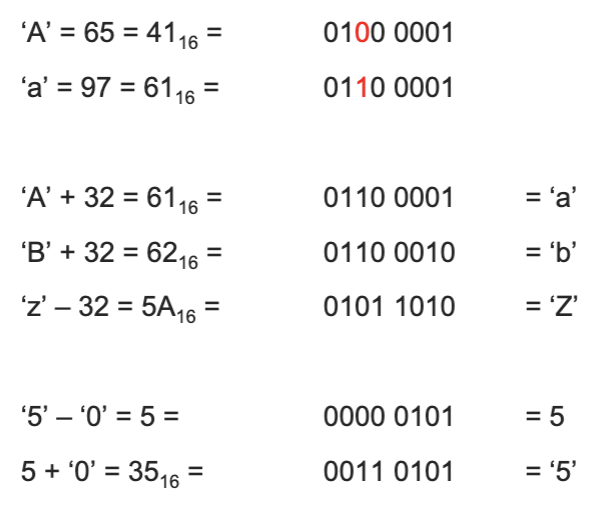 ‘A’ = 65 = 41₁₆ = 0100 0001
‘a’ = 97 = 61₁₆ = 0110 0001
‘A’ + 32 = 61₁₆ = 0110 0001 = ‘a’
‘B’ + 32 = 62₁₆ = 0110 0010 = ‘b’
‘z’ – 32 = 5A₁₆ = 0101 1010 = ‘Z’
‘5’ – ‘0’ = 5 = 0000 0101 = 5
5 + ‘0’ = 35₁₆ = 0011 0101 = ‘5’